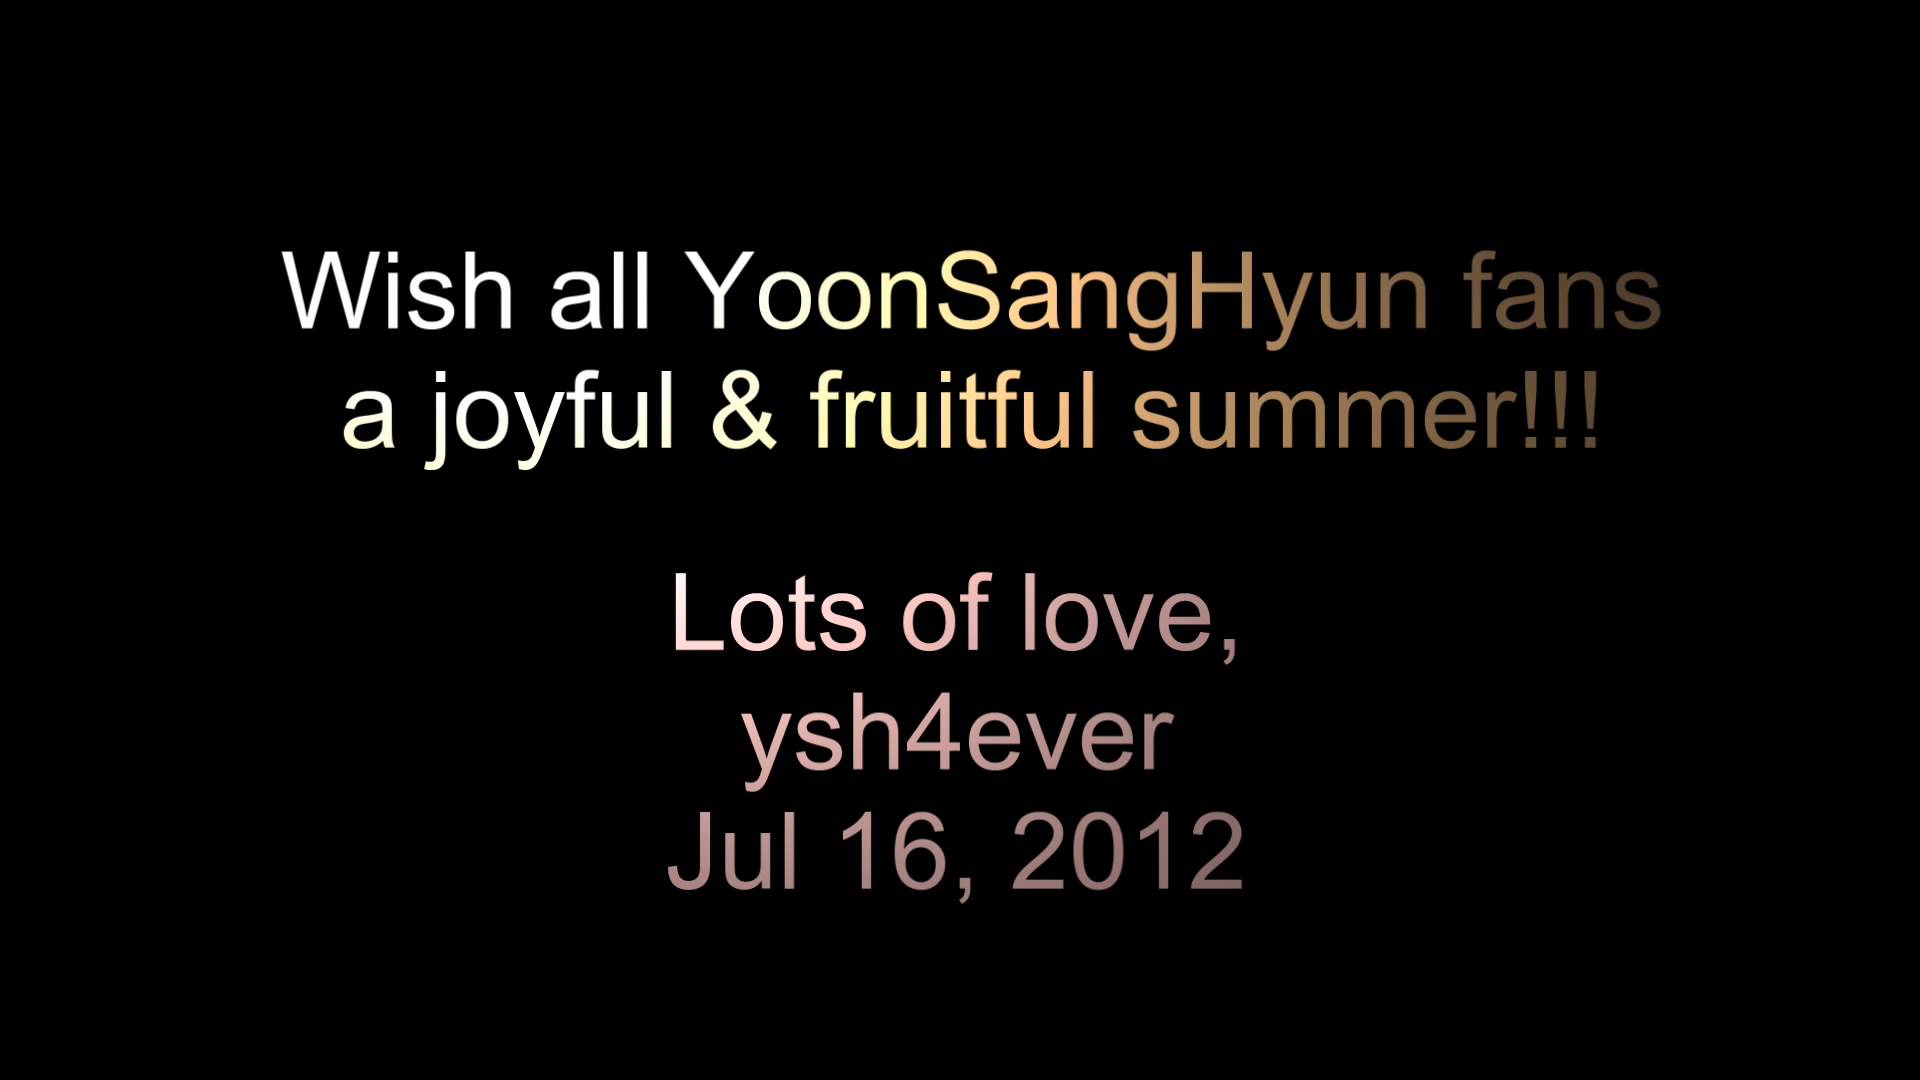 Wish all YoonSangHyun fans
a joyful & fruitful summer!!!
Lots of love,
ysh4ever
Jul 16, 2012